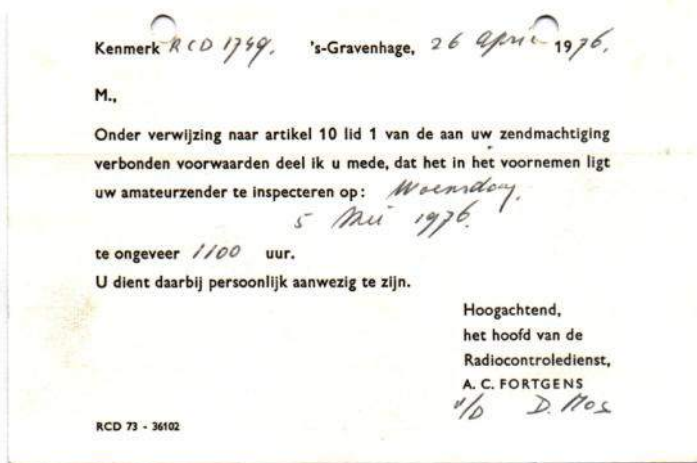 Kenmerk RCD 1749. 's-Gravenhage, 26 April 1976.
M.,
Onder verwijzing naar artikel 10 lid 1 van de aan uw zendmachtiging
verbonden voorwaarden deel ik u mede, dat het in het voornemen ligt
uw amateurzender te inspecteren op: Woensdag,
5 Mei 1976.
te ongeveer 1100 uur.
U dient daarbij persoonlijk aanwezig te zijn.
Hoogachtend,
het hoofd van de
Radiocontroledienst,
A. C. FORTGENS
D. Mos
RCD 73 - 36102